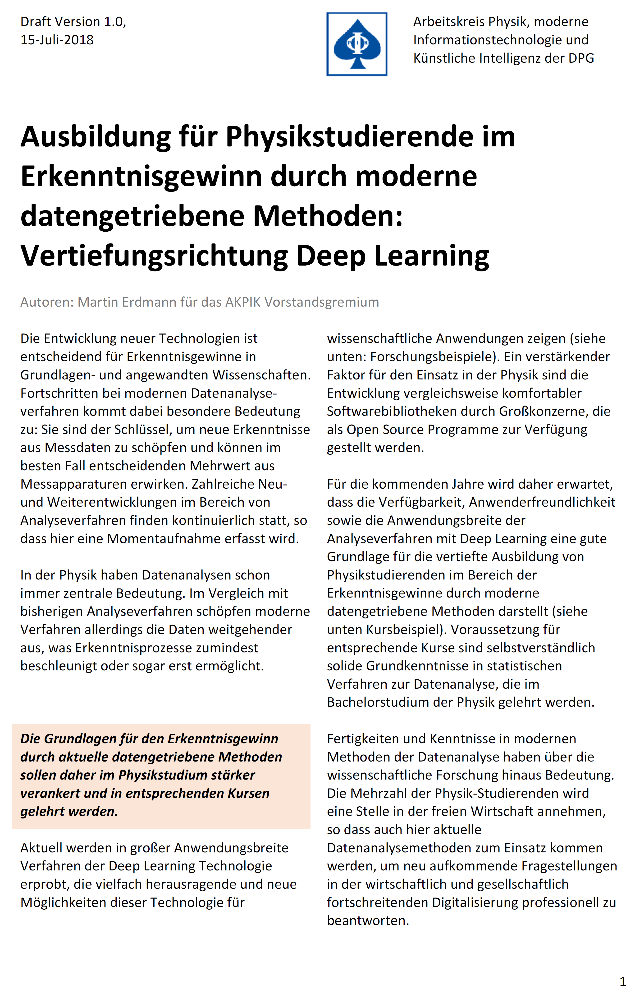 Draft Version 1.0,
15-Juli-2018
P I K
Arbeitskreis Physik, moderne
Informationstechnologie und
Künstliche Intelligenz der DPG
Ausbildung für Physikstudierende im
Erkenntnisgewinn durch moderne
datengetriebene Methoden:
Vertiefungsrichtung Deep Learning
Autoren: Martin Erdmann für das AKPIK Vorstandsgremium
Die Entwicklung neuer Technologien ist
entscheidend für Erkenntnisgewinne in
Grundlagen- und angewandten Wissenschaften.
Fortschritten bei modernen Datenanalyse-
verfahren kommt dabei besondere Bedeutung
zu: Sie sind der Schlüssel, um neue Erkenntnisse
aus Messdaten zu schöpfen und können im
besten Fall entscheidenden Mehrwert aus
Messapparaturen erwirken. Zahlreiche Neu-
und Weiterentwicklungen im Bereich von
Analyseverfahren finden kontinuierlich statt, so
dass hier eine Momentaufnahme erfasst wird.
In der Physik haben Datenanalysen schon
immer zentrale Bedeutung. Im Vergleich mit
bisherigen Analyseverfahren schöpfen moderne
Verfahren allerdings die Daten weitgehender
aus, was Erkenntnisprozesse zumindest
beschleunigt oder sogar erst ermöglicht.
Die Grundlagen für den Erkenntnisgewinn
durch aktuelle datengetriebene Methoden
sollen daher im Physikstudium stärker
verankert und in entsprechenden Kursen
gelehrt werden.
Aktuell werden in großer Anwendungsbreite
Verfahren der Deep Learning Technologie
erprobt, die vielfach herausragende und neue
Möglichkeiten dieser Technologie für
wissenschaftliche Anwendungen zeigen (siehe
unten: Forschungsbeispiele). Ein verstärkender
Faktor für den Einsatz in der Physik sind die
Entwicklung vergleichsweise komfortabler
Softwarebibliotheken durch Großkonzerne, die
als Open Source Programme zur Verfügung
gestellt werden.
Für die kommenden Jahre wird daher erwartet,
dass die Verfügbarkeit, Anwenderfreundlichkeit
sowie die Anwendungsbreite der
Analyseverfahren mit Deep Learning eine gute
Grundlage für die vertiefte Ausbildung von
Physikstudierenden im Bereich der
Erkenntnisgewinne durch moderne
datengetriebene Methoden darstellt (siehe
unten Kursbeispiel). Voraussetzung für
entsprechende Kurse sind selbstverständlich
solide Grundkenntnisse in statistischen
Verfahren zur Datenanalyse, die im
Bachelorstudium der Physik gelehrt werden.
Fertigkeiten und Kenntnisse in modernen
Methoden der Datenanalyse haben über die
wissenschaftliche Forschung hinaus Bedeutung.
Die Mehrzahl der Physik-Studierenden wird
eine Stelle in der freien Wirtschaft annehmen,
so dass auch hier aktuelle
Datenanalysemethoden zum Einsatz kommen
werden, um neu aufkommende Fragestellungen
in der wirtschaftlich und gesellschaftlich
fortschreitenden Digitalisierung professionell zu
beantworten.
1